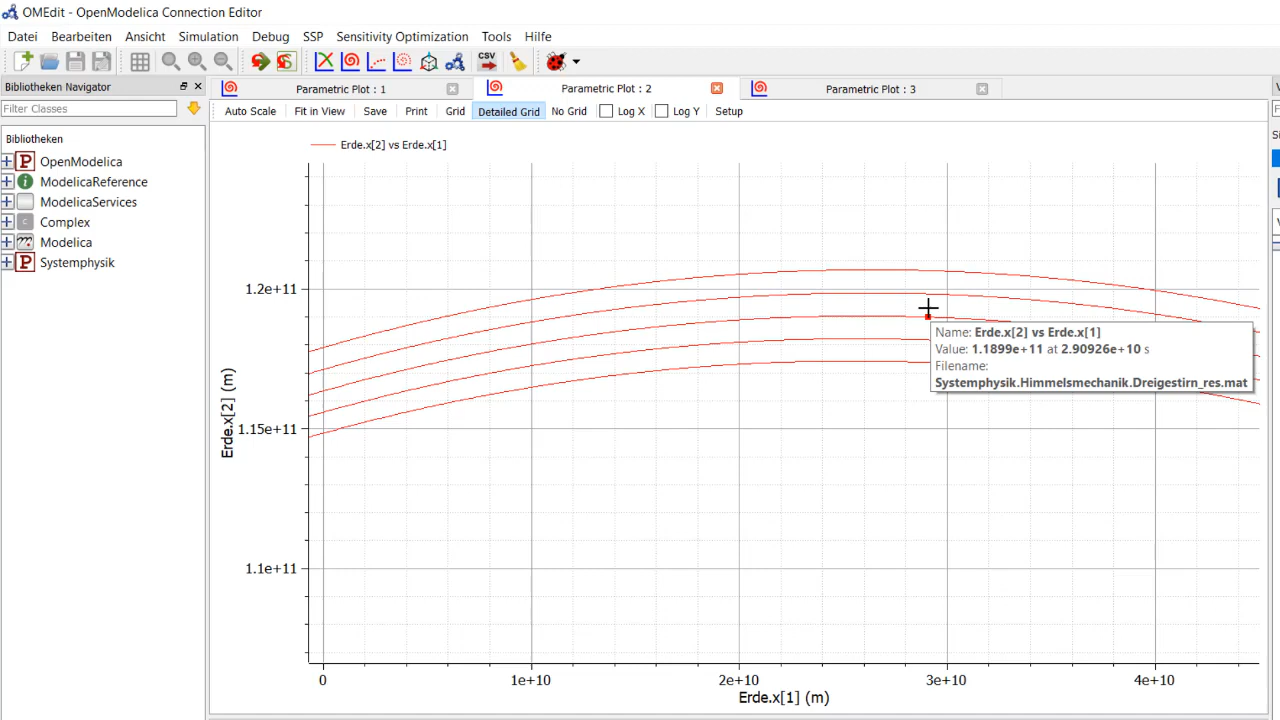 OMEdit - OpenModelica Connection Editor
Datei Bearbeiten Ansicht Simulation Debug SSP Sensitivity Optimization Tools Hilfe
CSV
Bibliotheken Navigator
Filter Classes
Bibliotheken
P OpenModelica
i ModelicaReference
ModelicaServices
C Complex
Modelica
P Systemphysik
Parametric Plot : 1 Parametric Plot : 2 Parametric Plot : 3
Auto Scale Fit in View Save Print Grid Detailed Grid No Grid Log X Log Y Setup
Erde.x[2] vs Erde.x[1]
1.2e+11
1.15e+11
1.1e+11
Erde.x[2] (m)
Name: Erde.x[2] vs Erde.x[1]
Value: 1.1899e+11 at 2.90926e+10 s
Filename:
Systemphysik.Himmelsmechanik.Dreigestirn_res.mat
0 1e+10 2e+10 3e+10 4e+10
Erde.x[1] (m)